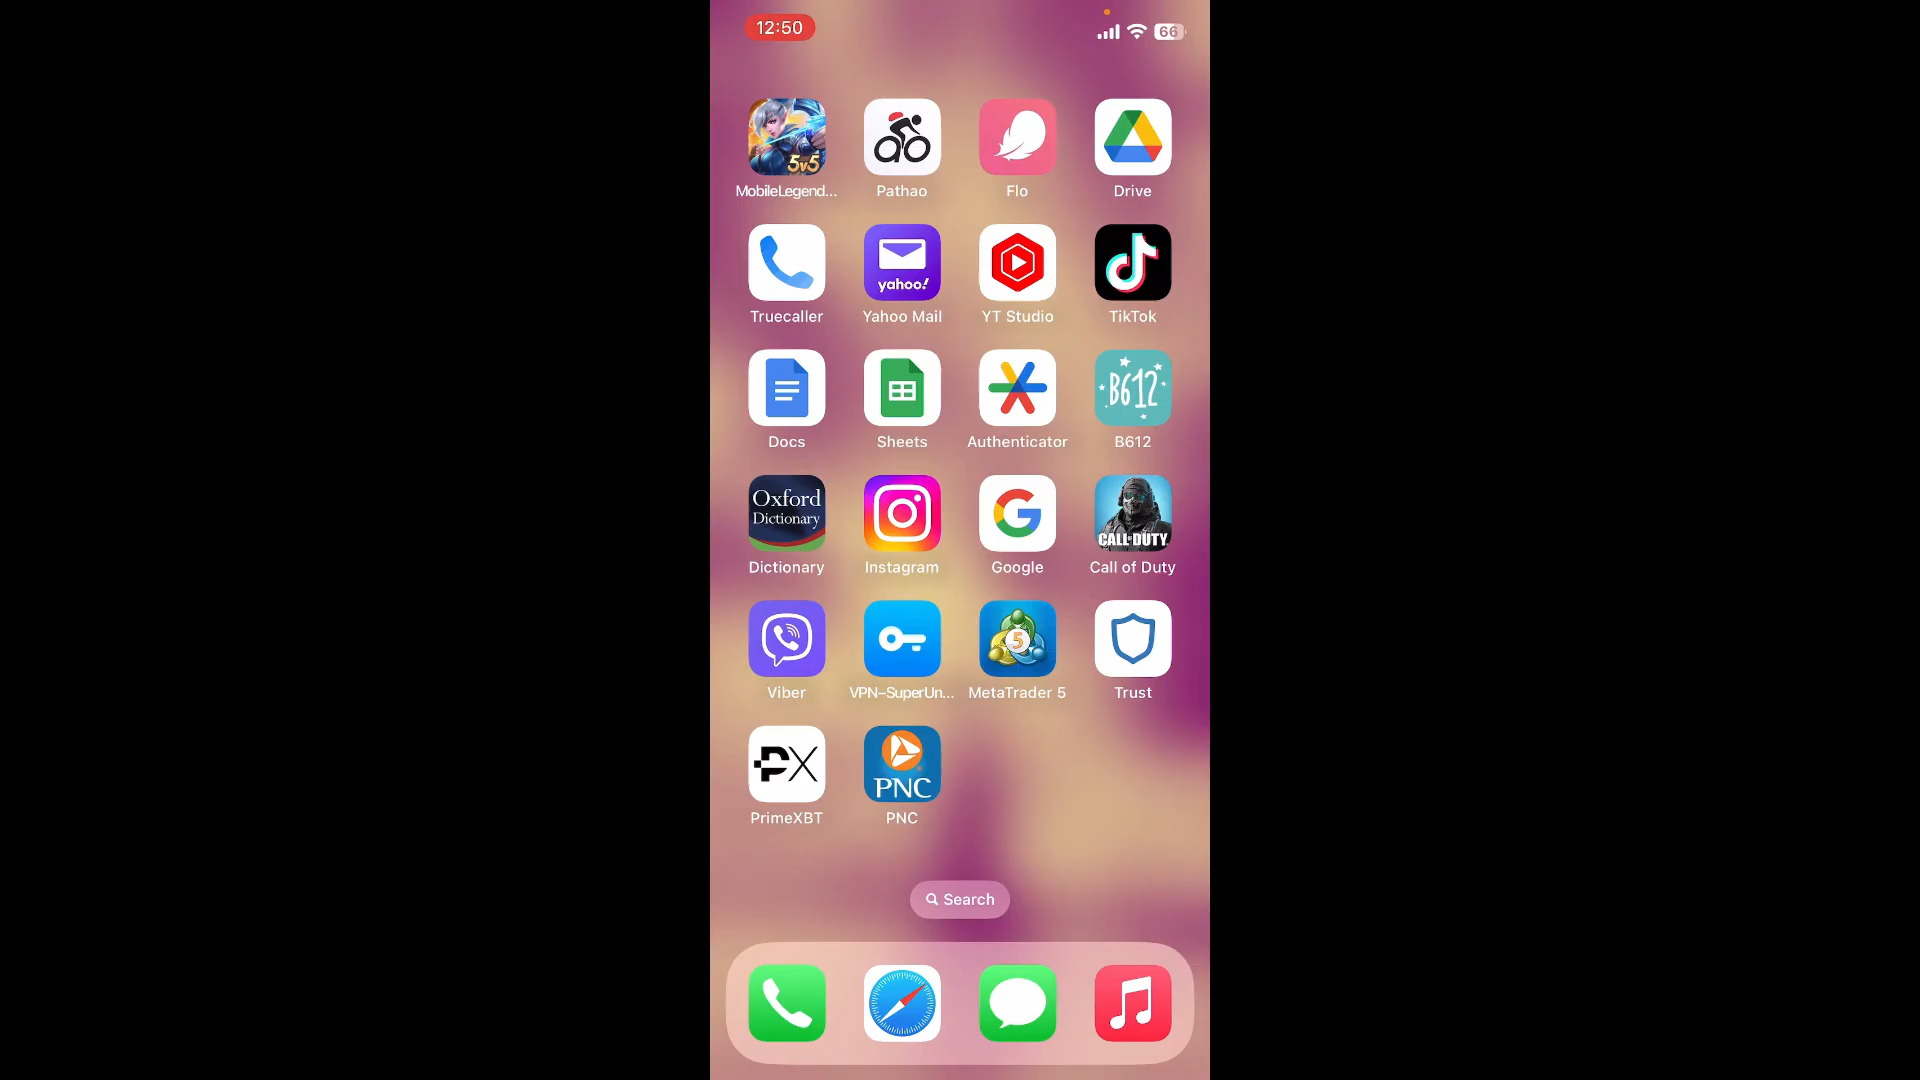 12:50
66
5v5
MobileLegend... Pathao Flo Drive
yahoo!
Truecaller Yahoo Mail YT Studio TikTok
B612
Docs Sheets Authenticator B612
Oxford
Dictionary
CALL OF DUTY
Dictionary Instagram Google Call of Duty
5
Viber VPN–SuperUn... MetaTrader 5 Trust
PX
PNC
PrimeXBT PNC
Search